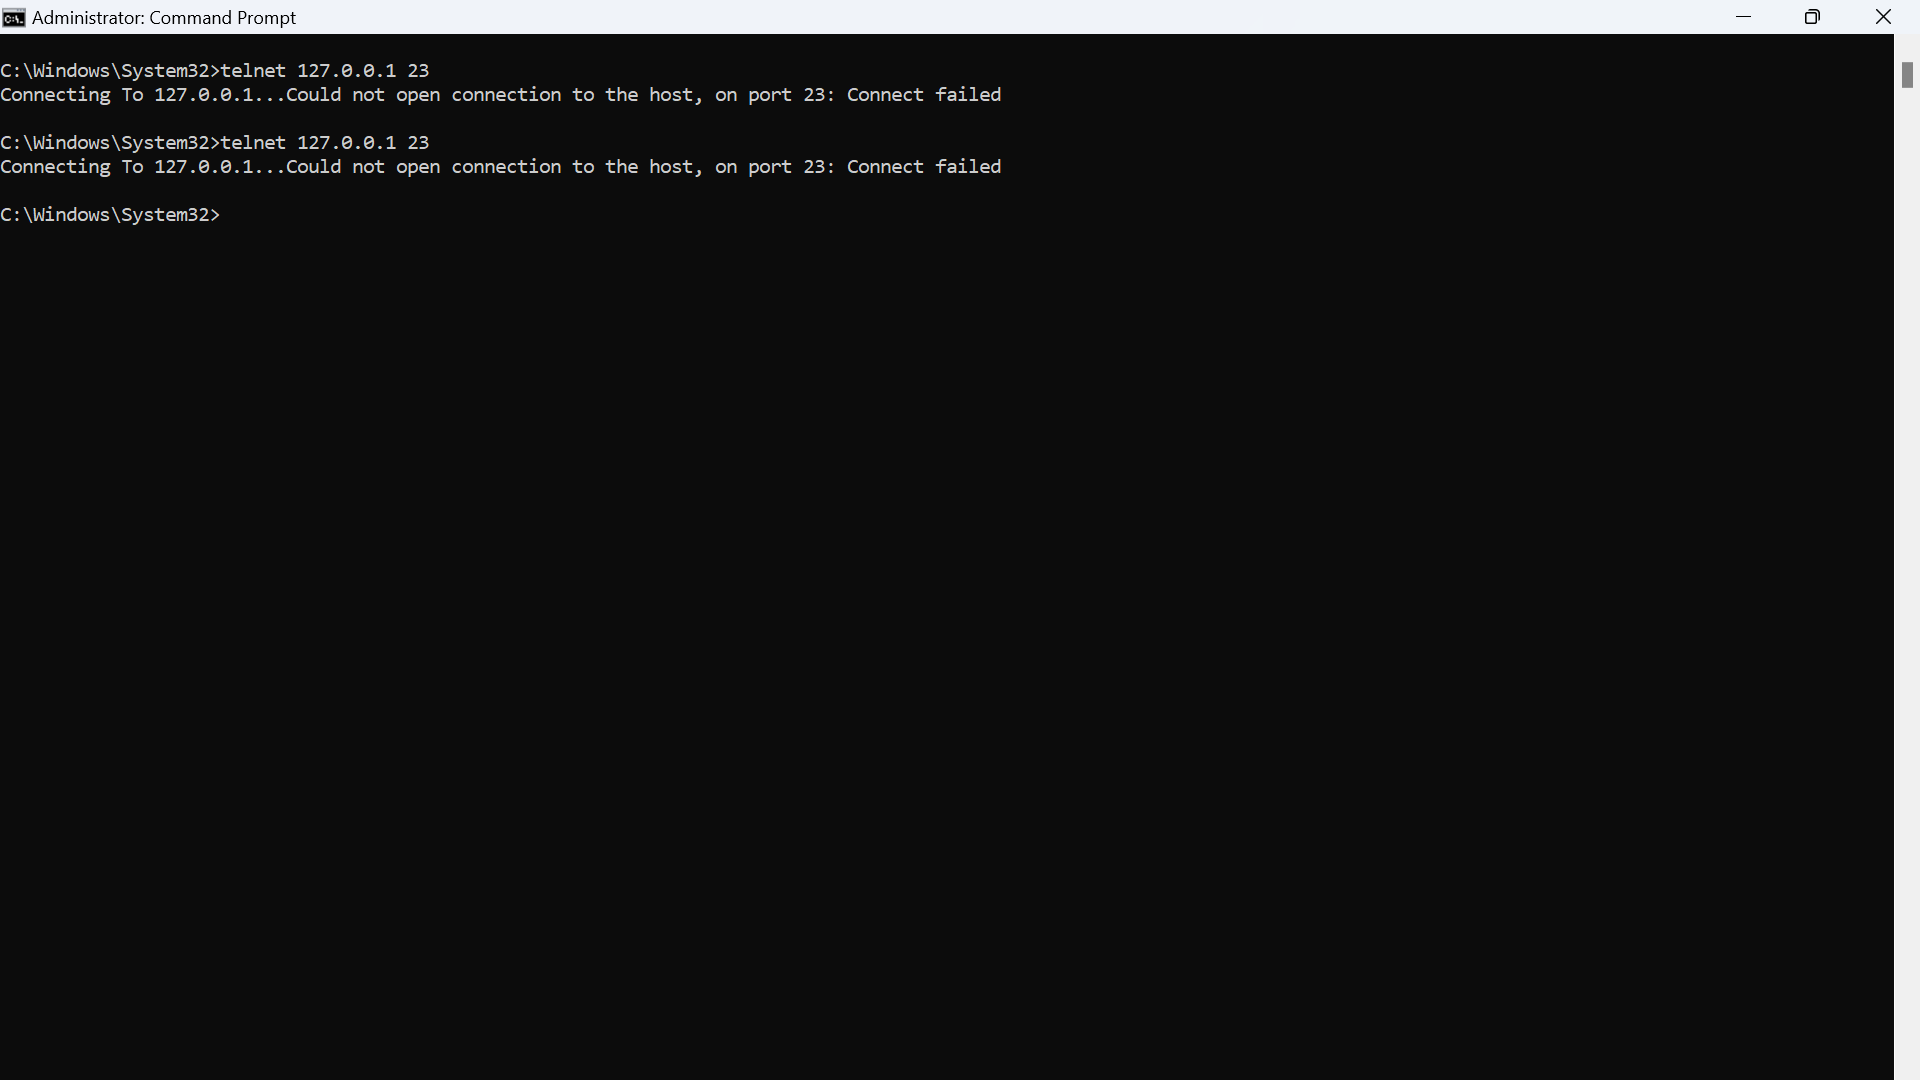 Administrator: Command Prompt
C:\Windows\System32>telnet 127.0.0.1 23
Connecting To 127.0.0.1...Could not open connection to the host, on port 23: Connect failed
C:\Windows\System32>telnet 127.0.0.1 23
Connecting To 127.0.0.1...Could not open connection to the host, on port 23: Connect failed
C:\Windows\System32>